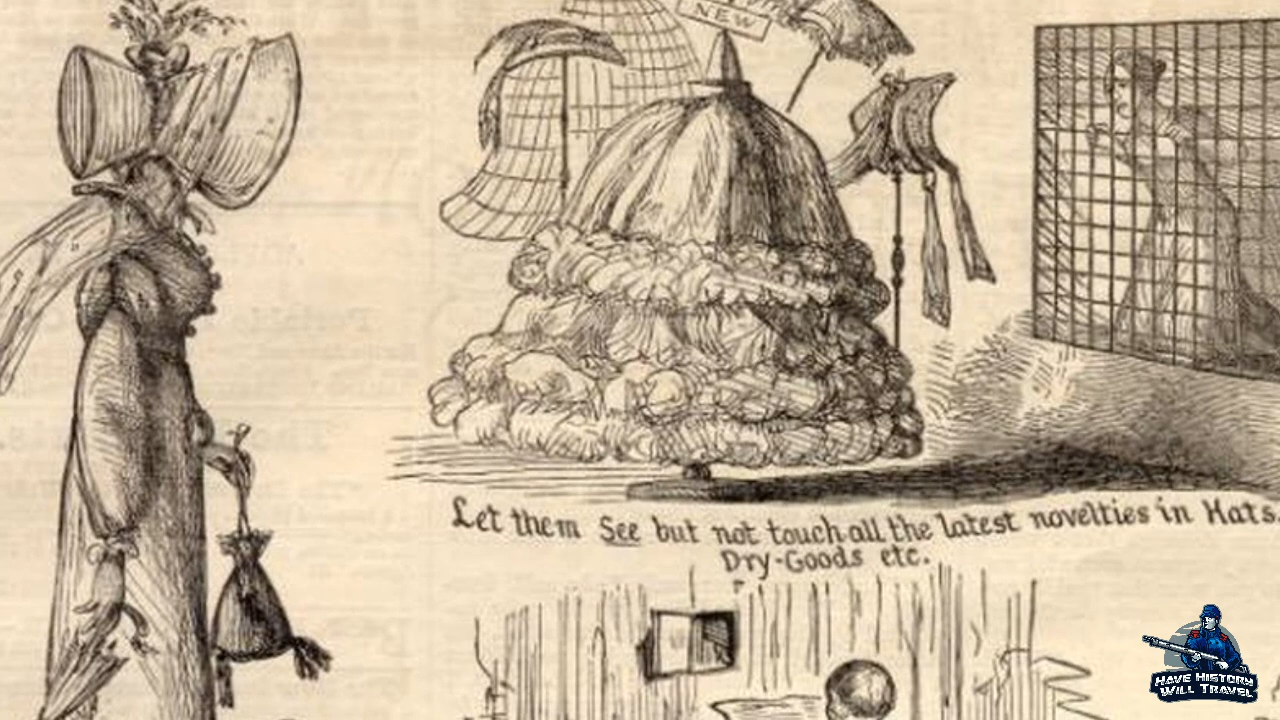 NEW
Let them See but not touch all the latest novelties in Hats,
Dry-Goods etc.
HAVE HISTORY
WILL TRAVEL